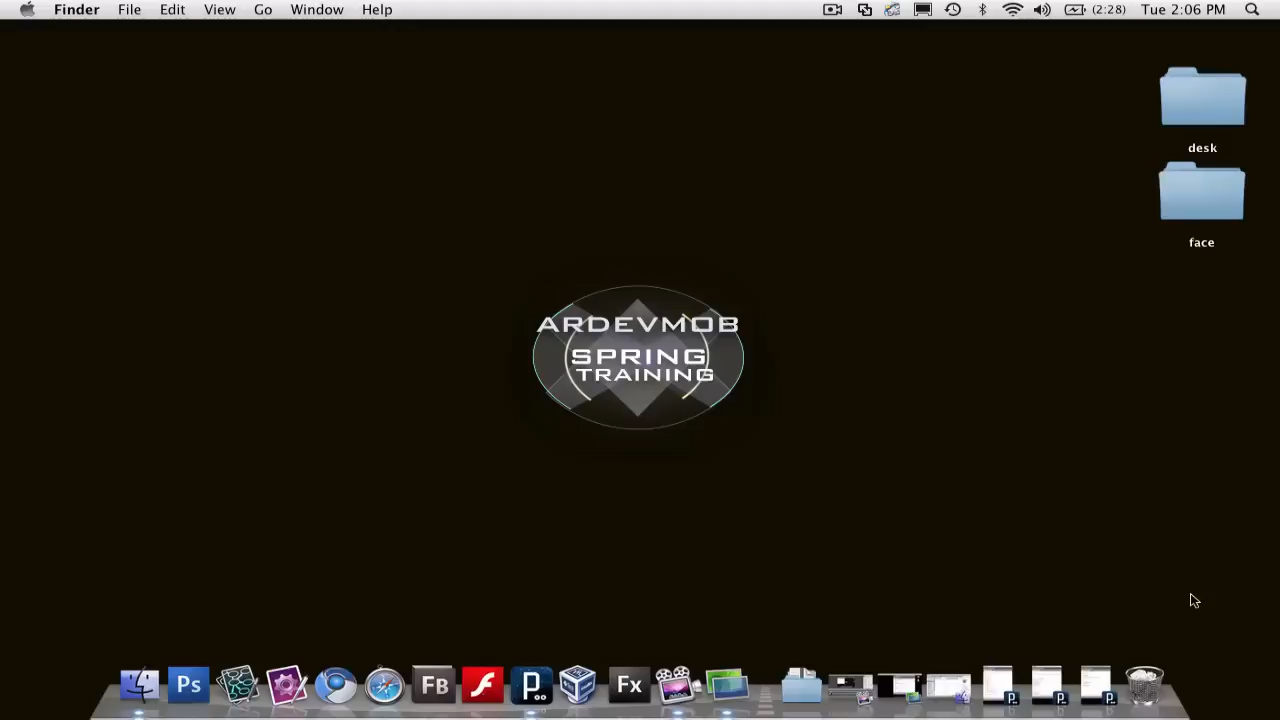 Finder File Edit View Go Window Help (2:28) Tue 2:06 PM
desk
face
ARDEVMOB
SPRING
TRAINING
Ps FB P.. Fx